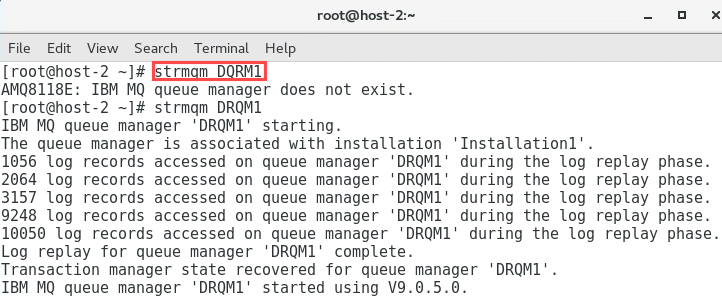 root@host-2:~
File Edit View Search Terminal Help
[root@host-2 ~]# strmqm DQRM1
AMQ8118E: IBM MQ queue manager does not exist.
[root@host-2 ~]# strmqm DRQM1
IBM MQ queue manager 'DRQM1' starting.
The queue manager is associated with installation 'Installation1'.
1056 log records accessed on queue manager 'DRQM1' during the log replay phase.
2064 log records accessed on queue manager 'DRQM1' during the log replay phase.
3157 log records accessed on queue manager 'DRQM1' during the log replay phase.
9248 log records accessed on queue manager 'DRQM1' during the log replay phase.
10050 log records accessed on queue manager 'DRQM1' during the log replay phase.
Log replay for queue manager 'DRQM1' complete.
Transaction manager state recovered for queue manager 'DRQM1'.
IBM MQ queue manager 'DRQM1' started using V9.0.5.0.